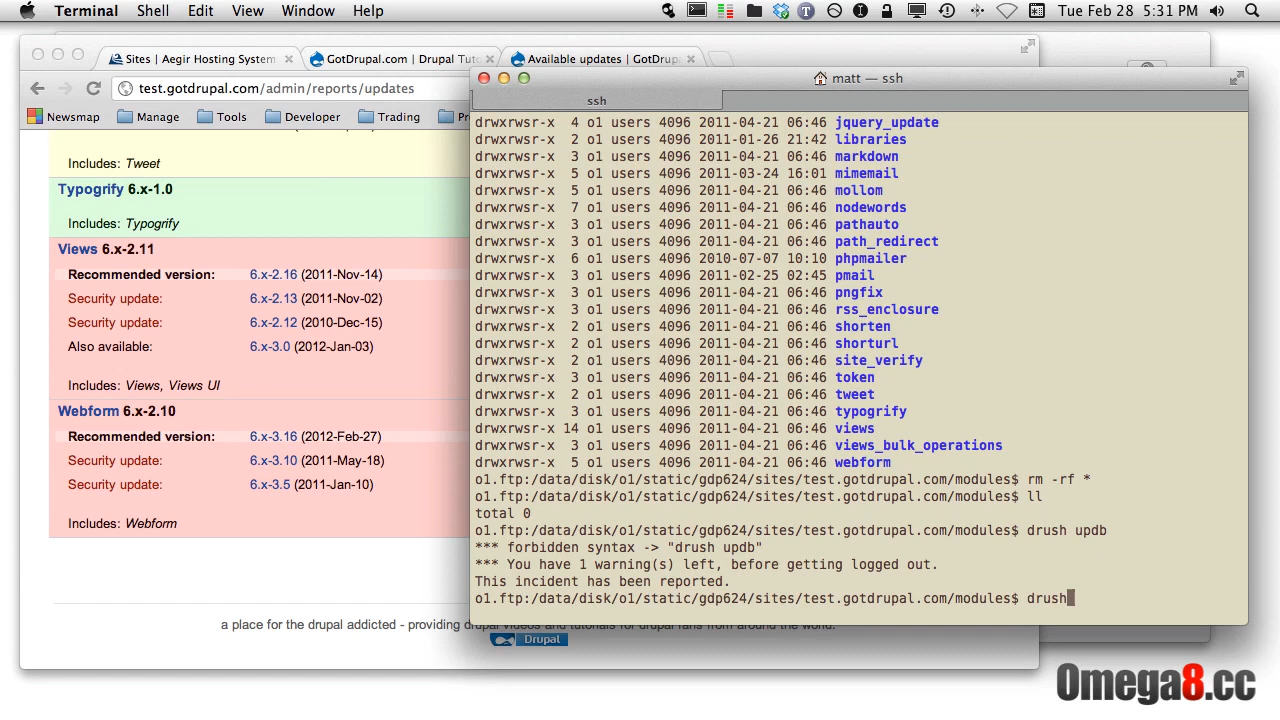 Terminal Shell Edit View Window Help Tue Feb 28 5:31 PM
Sites | Aegir Hosting System
GotDrupal.com | Drupal Tuto
Available updates | GotDrup
matt — ssh
test.gotdrupal.com/admin/reports/updates
ssh
Newsmap Manage Tools Developer Trading
Includes: Tweet
Typogrify 6.x-1.0
Includes: Typogrify
Views 6.x-2.11
Recommended version: 6.x-2.16 (2011-Nov-14)
Security update: 6.x-2.13 (2011-Nov-02)
Security update: 6.x-2.12 (2010-Dec-15)
Also available: 6.x-3.0 (2012-Jan-03)
Includes: Views, Views UI
Webform 6.x-2.10
Recommended version: 6.x-3.16 (2012-Feb-27)
Security update: 6.x-3.10 (2011-May-18)
Security update: 6.x-3.5 (2011-Jan-10)
Includes: Webform
drwxrwsr-x 4 o1 users 4096 2011-04-21 06:46 jquery_update
drwxrwsr-x 2 o1 users 4096 2011-01-26 21:42 libraries
drwxrwsr-x 3 o1 users 4096 2011-04-21 06:46 markdown
drwxrwsr-x 5 o1 users 4096 2011-03-24 16:01 mimemail
drwxrwsr-x 5 o1 users 4096 2011-04-21 06:46 mollom
drwxrwsr-x 7 o1 users 4096 2011-04-21 06:46 nodewords
drwxrwsr-x 3 o1 users 4096 2011-04-21 06:46 pathauto
drwxrwsr-x 3 o1 users 4096 2011-04-21 06:46 path_redirect
drwxrwsr-x 6 o1 users 4096 2010-07-07 10:10 phpmailer
drwxrwsr-x 3 o1 users 4096 2011-02-25 02:45 pmail
drwxrwsr-x 3 o1 users 4096 2011-04-21 06:46 pngfix
drwxrwsr-x 3 o1 users 4096 2011-04-21 06:46 rss_enclosure
drwxrwsr-x 2 o1 users 4096 2011-04-21 06:46 shorten
drwxrwsr-x 2 o1 users 4096 2011-04-21 06:46 shorturl
drwxrwsr-x 2 o1 users 4096 2011-04-21 06:46 site_verify
drwxrwsr-x 3 o1 users 4096 2011-04-21 06:46 token
drwxrwsr-x 2 o1 users 4096 2011-04-21 06:46 tweet
drwxrwsr-x 3 o1 users 4096 2011-04-21 06:46 typogrify
drwxrwsr-x 14 o1 users 4096 2011-04-21 06:46 views
drwxrwsr-x 3 o1 users 4096 2011-04-21 06:46 views_bulk_operations
drwxrwsr-x 5 o1 users 4096 2011-04-21 06:46 webform
o1.ftp:/data/disk/o1/static/gdp624/sites/test.gotdrupal.com/modules$ rm -rf *
o1.ftp:/data/disk/o1/static/gdp624/sites/test.gotdrupal.com/modules$ ll
total 0
o1.ftp:/data/disk/o1/static/gdp624/sites/test.gotdrupal.com/modules$ drush updb
*** forbidden syntax -> "drush updb"
*** You have 1 warning(s) left, before getting logged out.
This incident has been reported.
o1.ftp:/data/disk/o1/static/gdp624/sites/test.gotdrupal.com/modules$ drush
a place for the drupal addicted - providing drupal videos and tutorials for drupal fans from around the world.
Drupal
Omega8.cc